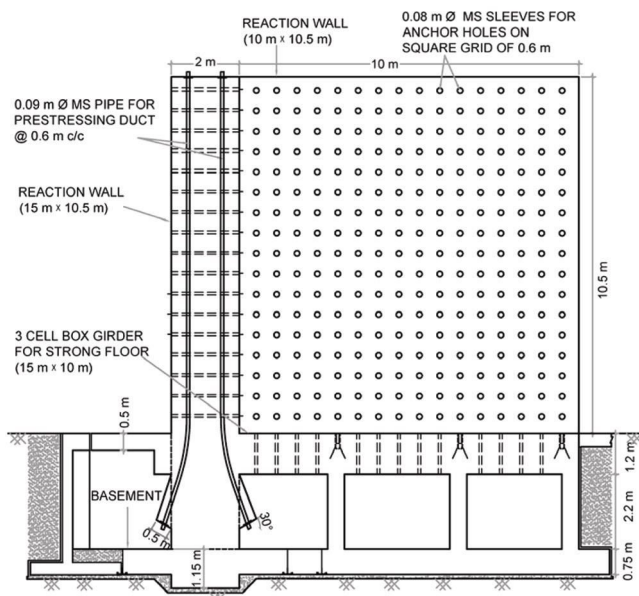 REACTION WALL
(10 m x 10.5 m)
0.08 m Ø MS SLEEVES FOR
ANCHOR HOLES ON
SQUARE GRID OF 0.6 m
2 m
10 m
0.09 m Ø MS PIPE FOR
PRESTRESSING DUCT
@ 0.6 m c/c
REACTION WALL
(15 m x 10.5 m)
10.5 m
3 CELL BOX GIRDER
FOR STRONG FLOOR
(15 m x 10 m)
0.5 m
1.2 m
BASEMENT
2.2 m
0.5 m
30°
1.15 m
0.75 m